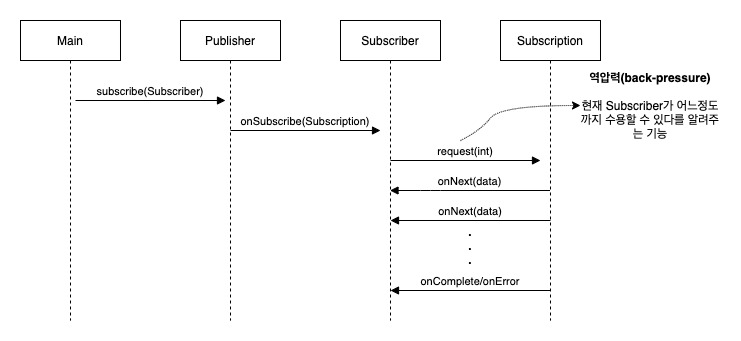 Main
Publisher
Subscriber
Subscription
역압력(back-pressure)
subscribe(Subscriber)
현재 Subscriber가 어느정도
까지 수용할 수 있다를 알려주
는 기능
onSubscribe(Subscription)
request(int)
onNext(data)
onNext(data)
.
.
.
onComplete/onError